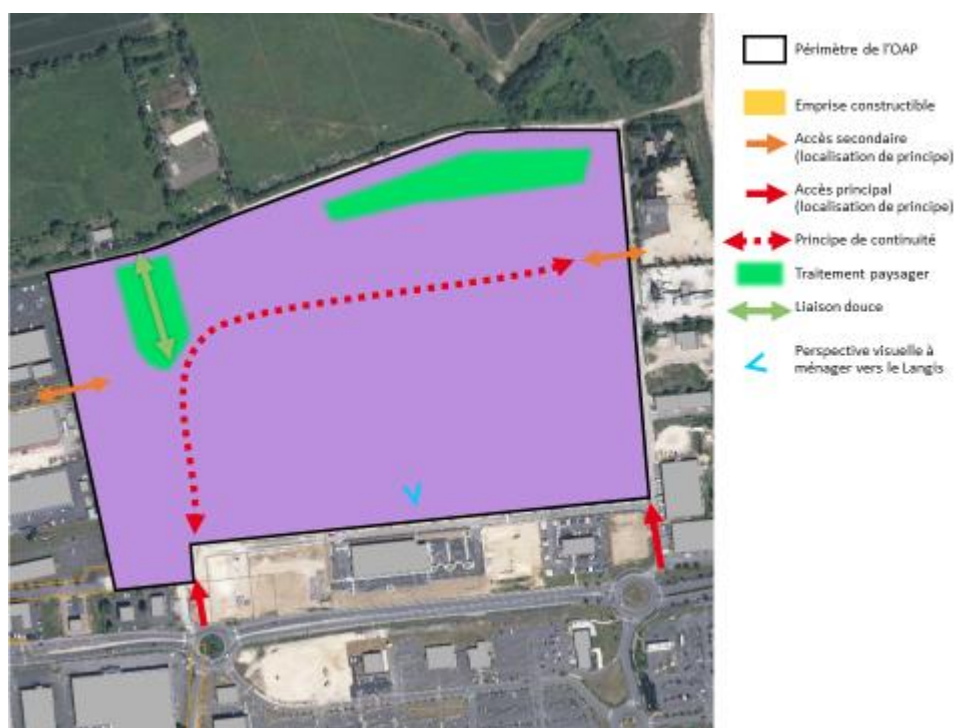 Périmètre de l'OAP
Emprise constructible
Accès secondaire
(localisation de principe)
Accès principal
(localisation de principe)
Principe de continuité
Traitement paysager
Liaison douce
Perspective visuelle à
ménager vers le Langis